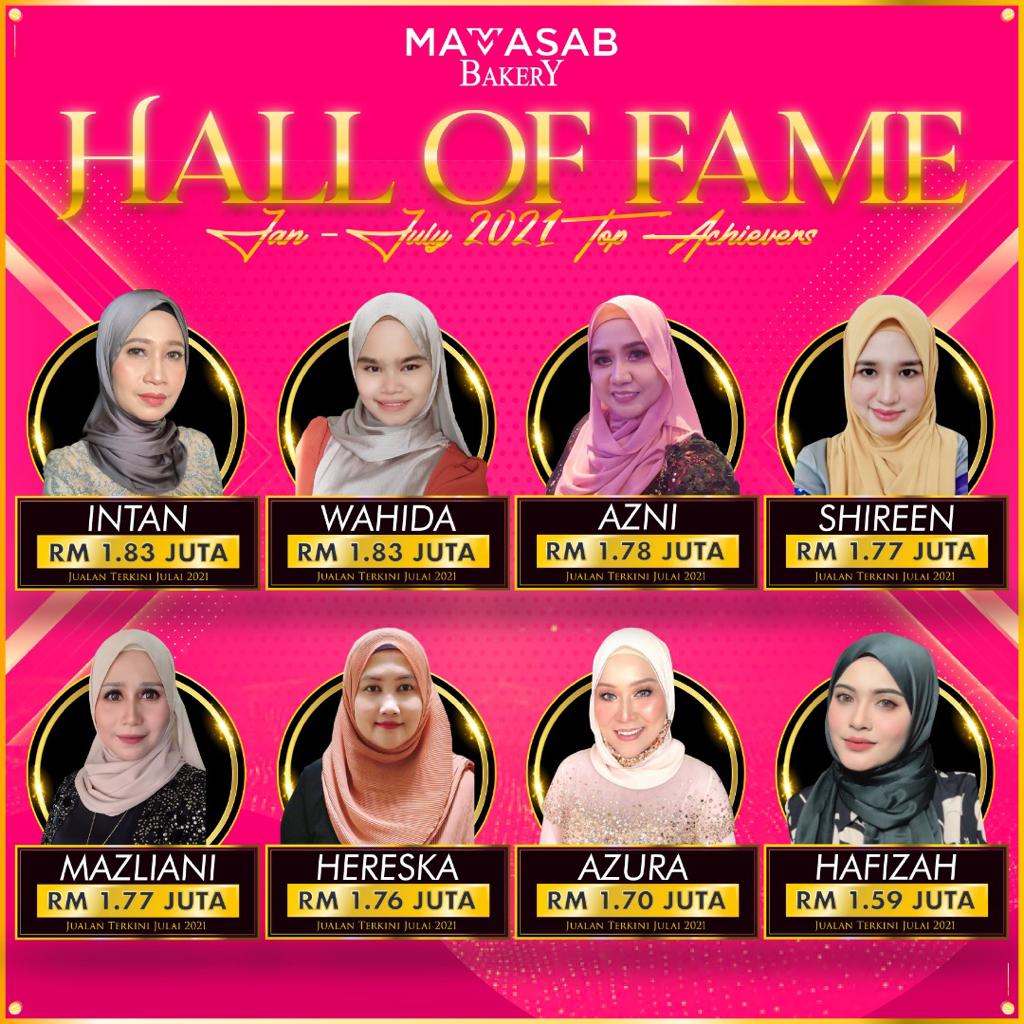 MAWASAB
BAKERY
HALL OF FAME
Jan - July 2021 Top Achievers
INTAN
RM 1.83 JUTA
JUALAN TERKINI JULAI 2021
WAHIDA
RM 1.83 JUTA
JUALAN TERKINI JULAI 2021
AZNI
RM 1.78 JUTA
JUALAN TERKINI JULAI 2021
SHIREEN
RM 1.77 JUTA
JUALAN TERKINI JULAI 2021
MAZLIANI
RM 1.77 JUTA
JUALAN TERKINI JULAI 2021
HERESKA
RM 1.76 JUTA
JUALAN TERKINI JULAI 2021
AZURA
RM 1.70 JUTA
JUALAN TERKINI JULAI 2021
HAFIZAH
RM 1.59 JUTA
JUALAN TERKINI JULAI 2021